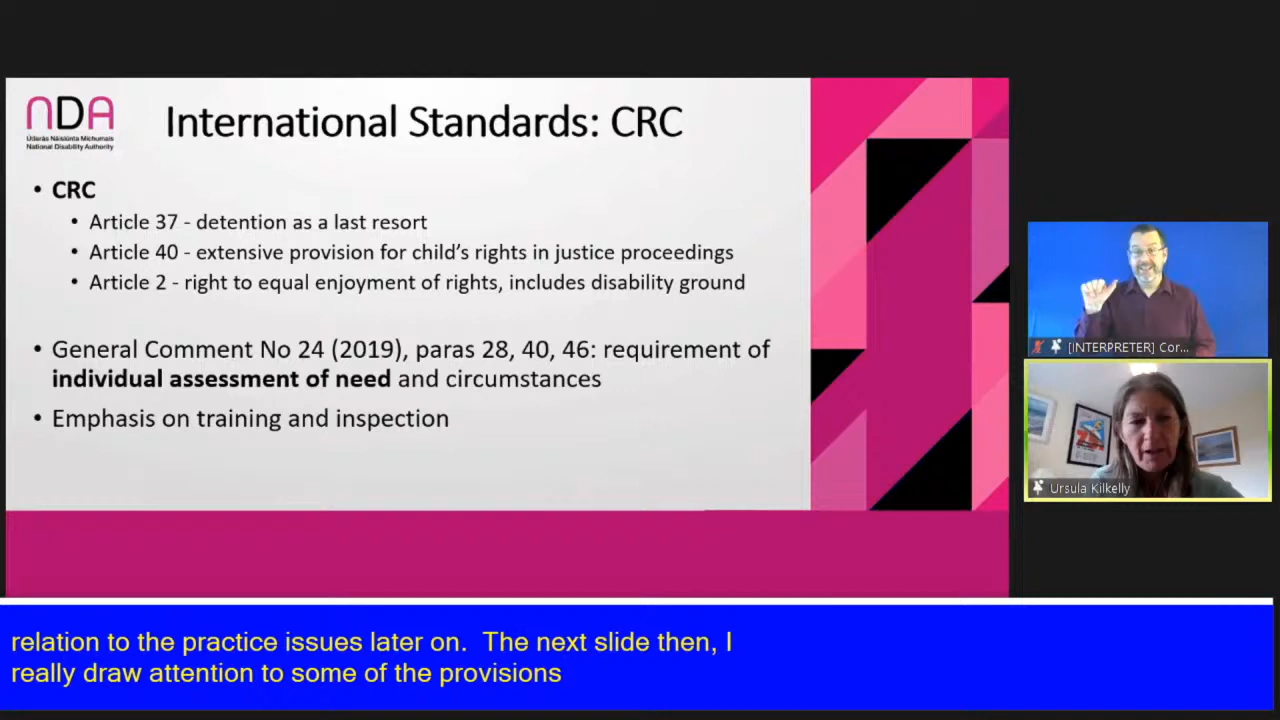 nDA
Údarás Náisiúnta Míchumais
National Disability Authority
International Standards: CRC
• CRC
• Article 37 - detention as a last resort
• Article 40 - extensive provision for child's rights in justice proceedings
• Article 2 - right to equal enjoyment of rights, includes disability ground
• General Comment No 24 (2019), paras 28, 40, 46: requirement of
individual assessment of need and circumstances
• Emphasis on training and inspection
[INTERPRETER] Cor...
Ursula Kilkelly
relation to the practice issues later on.  The next slide then, I
really draw attention to some of the provisions